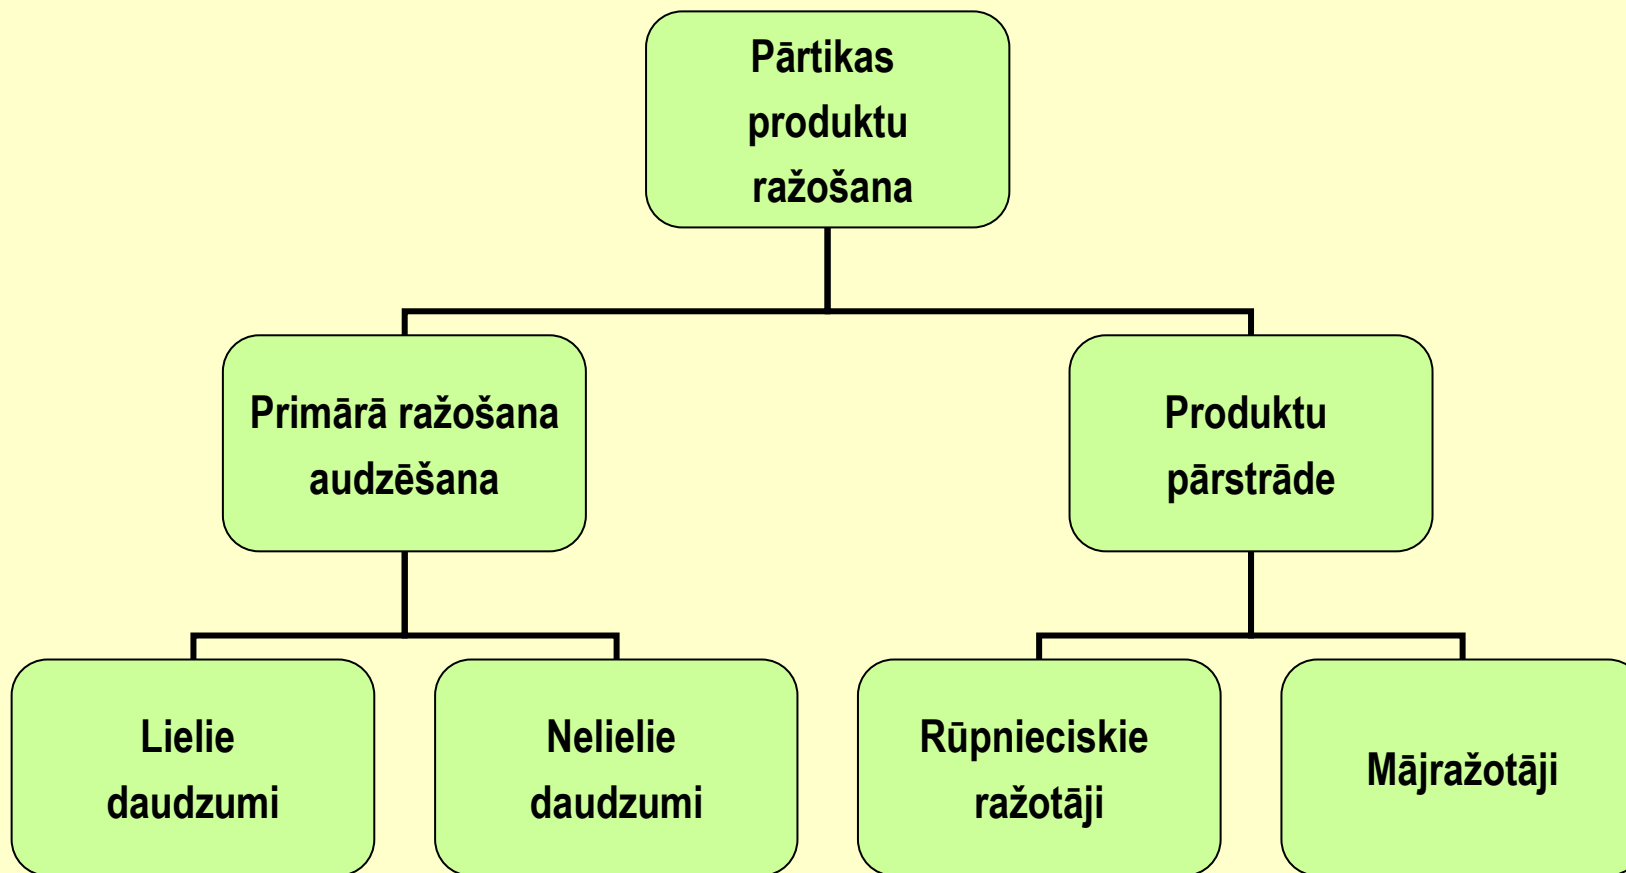 Pārtikas
produktu
ražošana
Primārā ražošana
audzēšana
Produktu
pārstrāde
Lielie
daudzumi
Nelielie
daudzumi
Rūpnieciskie
ražotāji
Mājražotāji